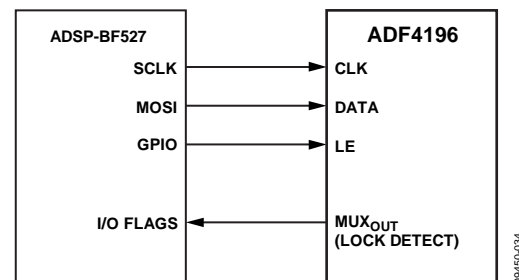 ADSP-BF527
ADF4196
SCLK
CLK
MOSI
DATA
GPIO
LE
I/O FLAGS
MUXOUT
(LOCK DETECT)
09450-034